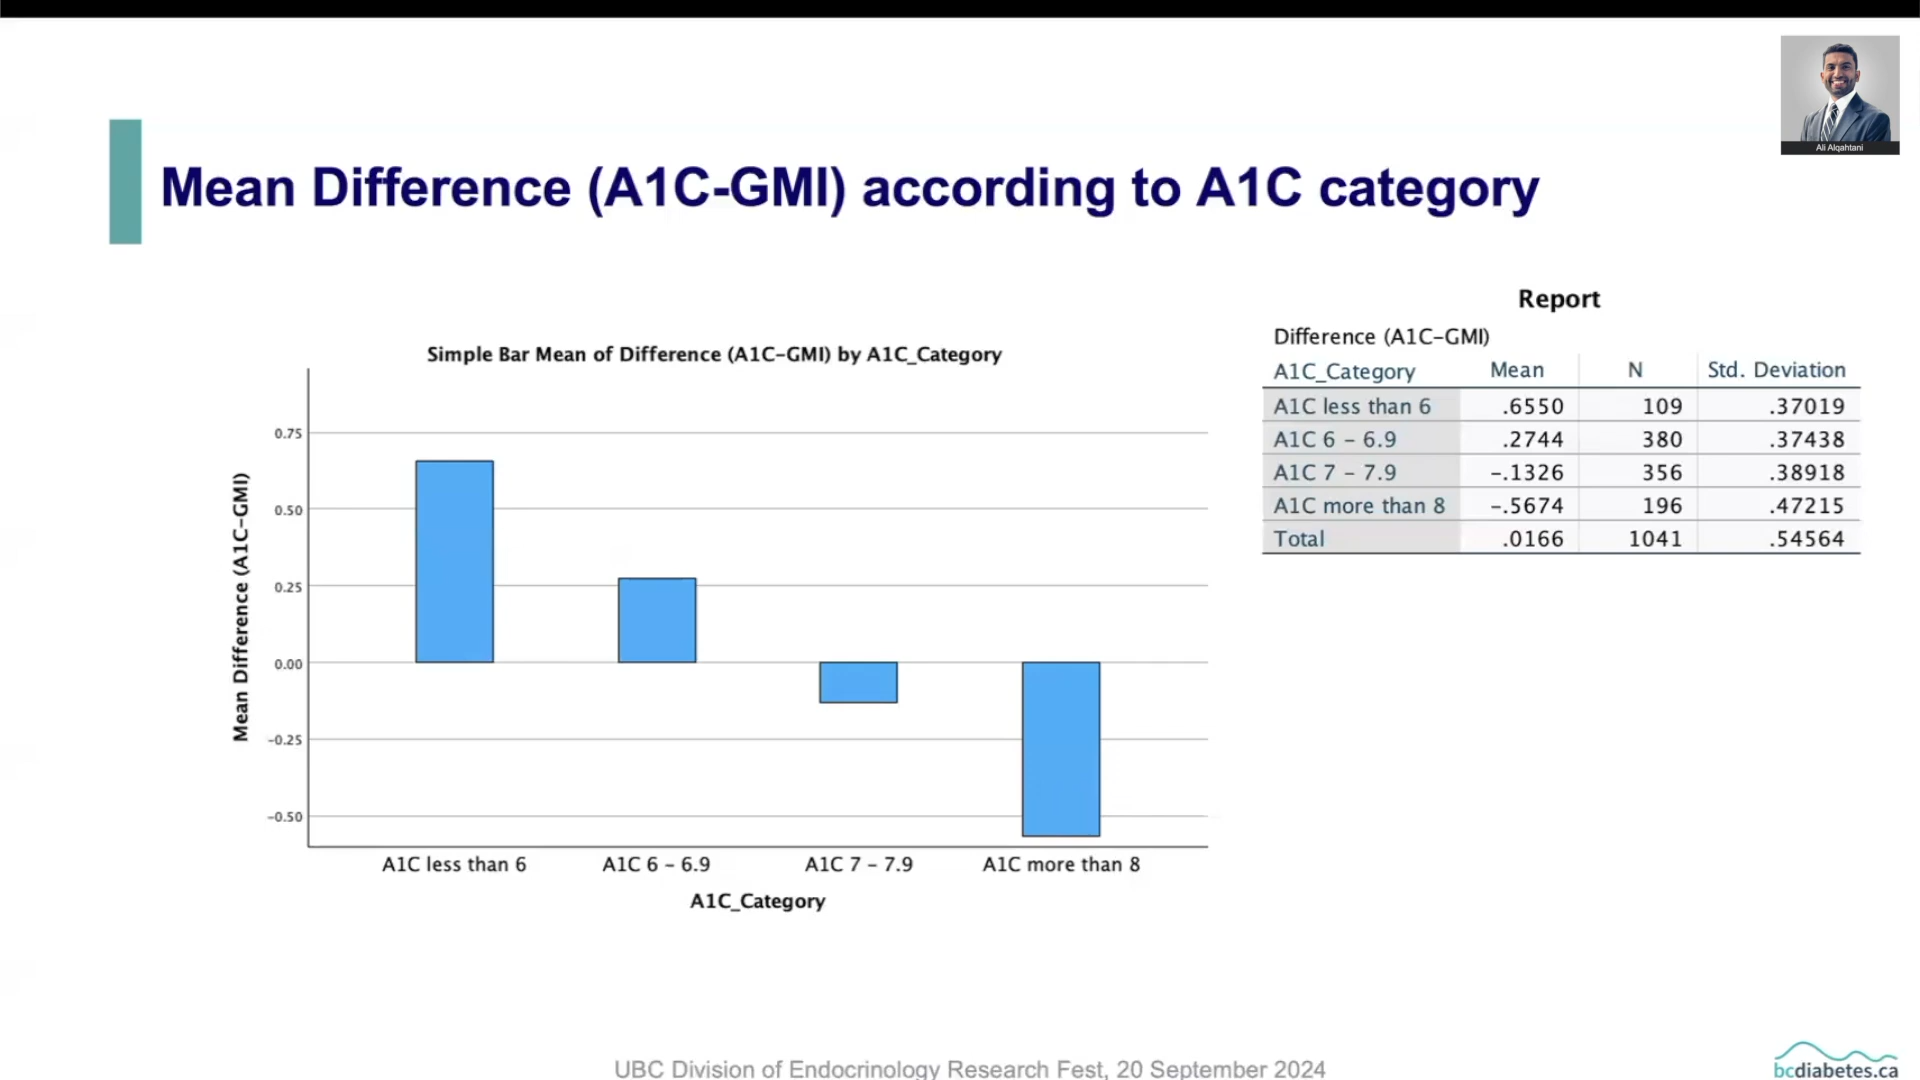 Ali Alqahtani
Mean Difference (A1C-GMI) according to A1C category
Simple Bar Mean of Difference (A1C-GMI) by A1C_Category
Mean Difference (A1C-GMI)
0.75
0.50
0.25
0.00
-0.25
-0.50
A1C less than 6 A1C 6 - 6.9 A1C 7 - 7.9 A1C more than 8
A1C_Category
Report
Difference (A1C-GMI)
A1C_Category Mean N Std. Deviation
A1C less than 6 .6550 109 .37019
A1C 6 - 6.9 .2744 380 .37438
A1C 7 - 7.9 -.1326 356 .38918
A1C more than 8 -.5674 196 .47215
Total .0166 1041 .54564
UBC Division of Endocrinology Research Fest, 20 September 2024
bcdiabetes.ca